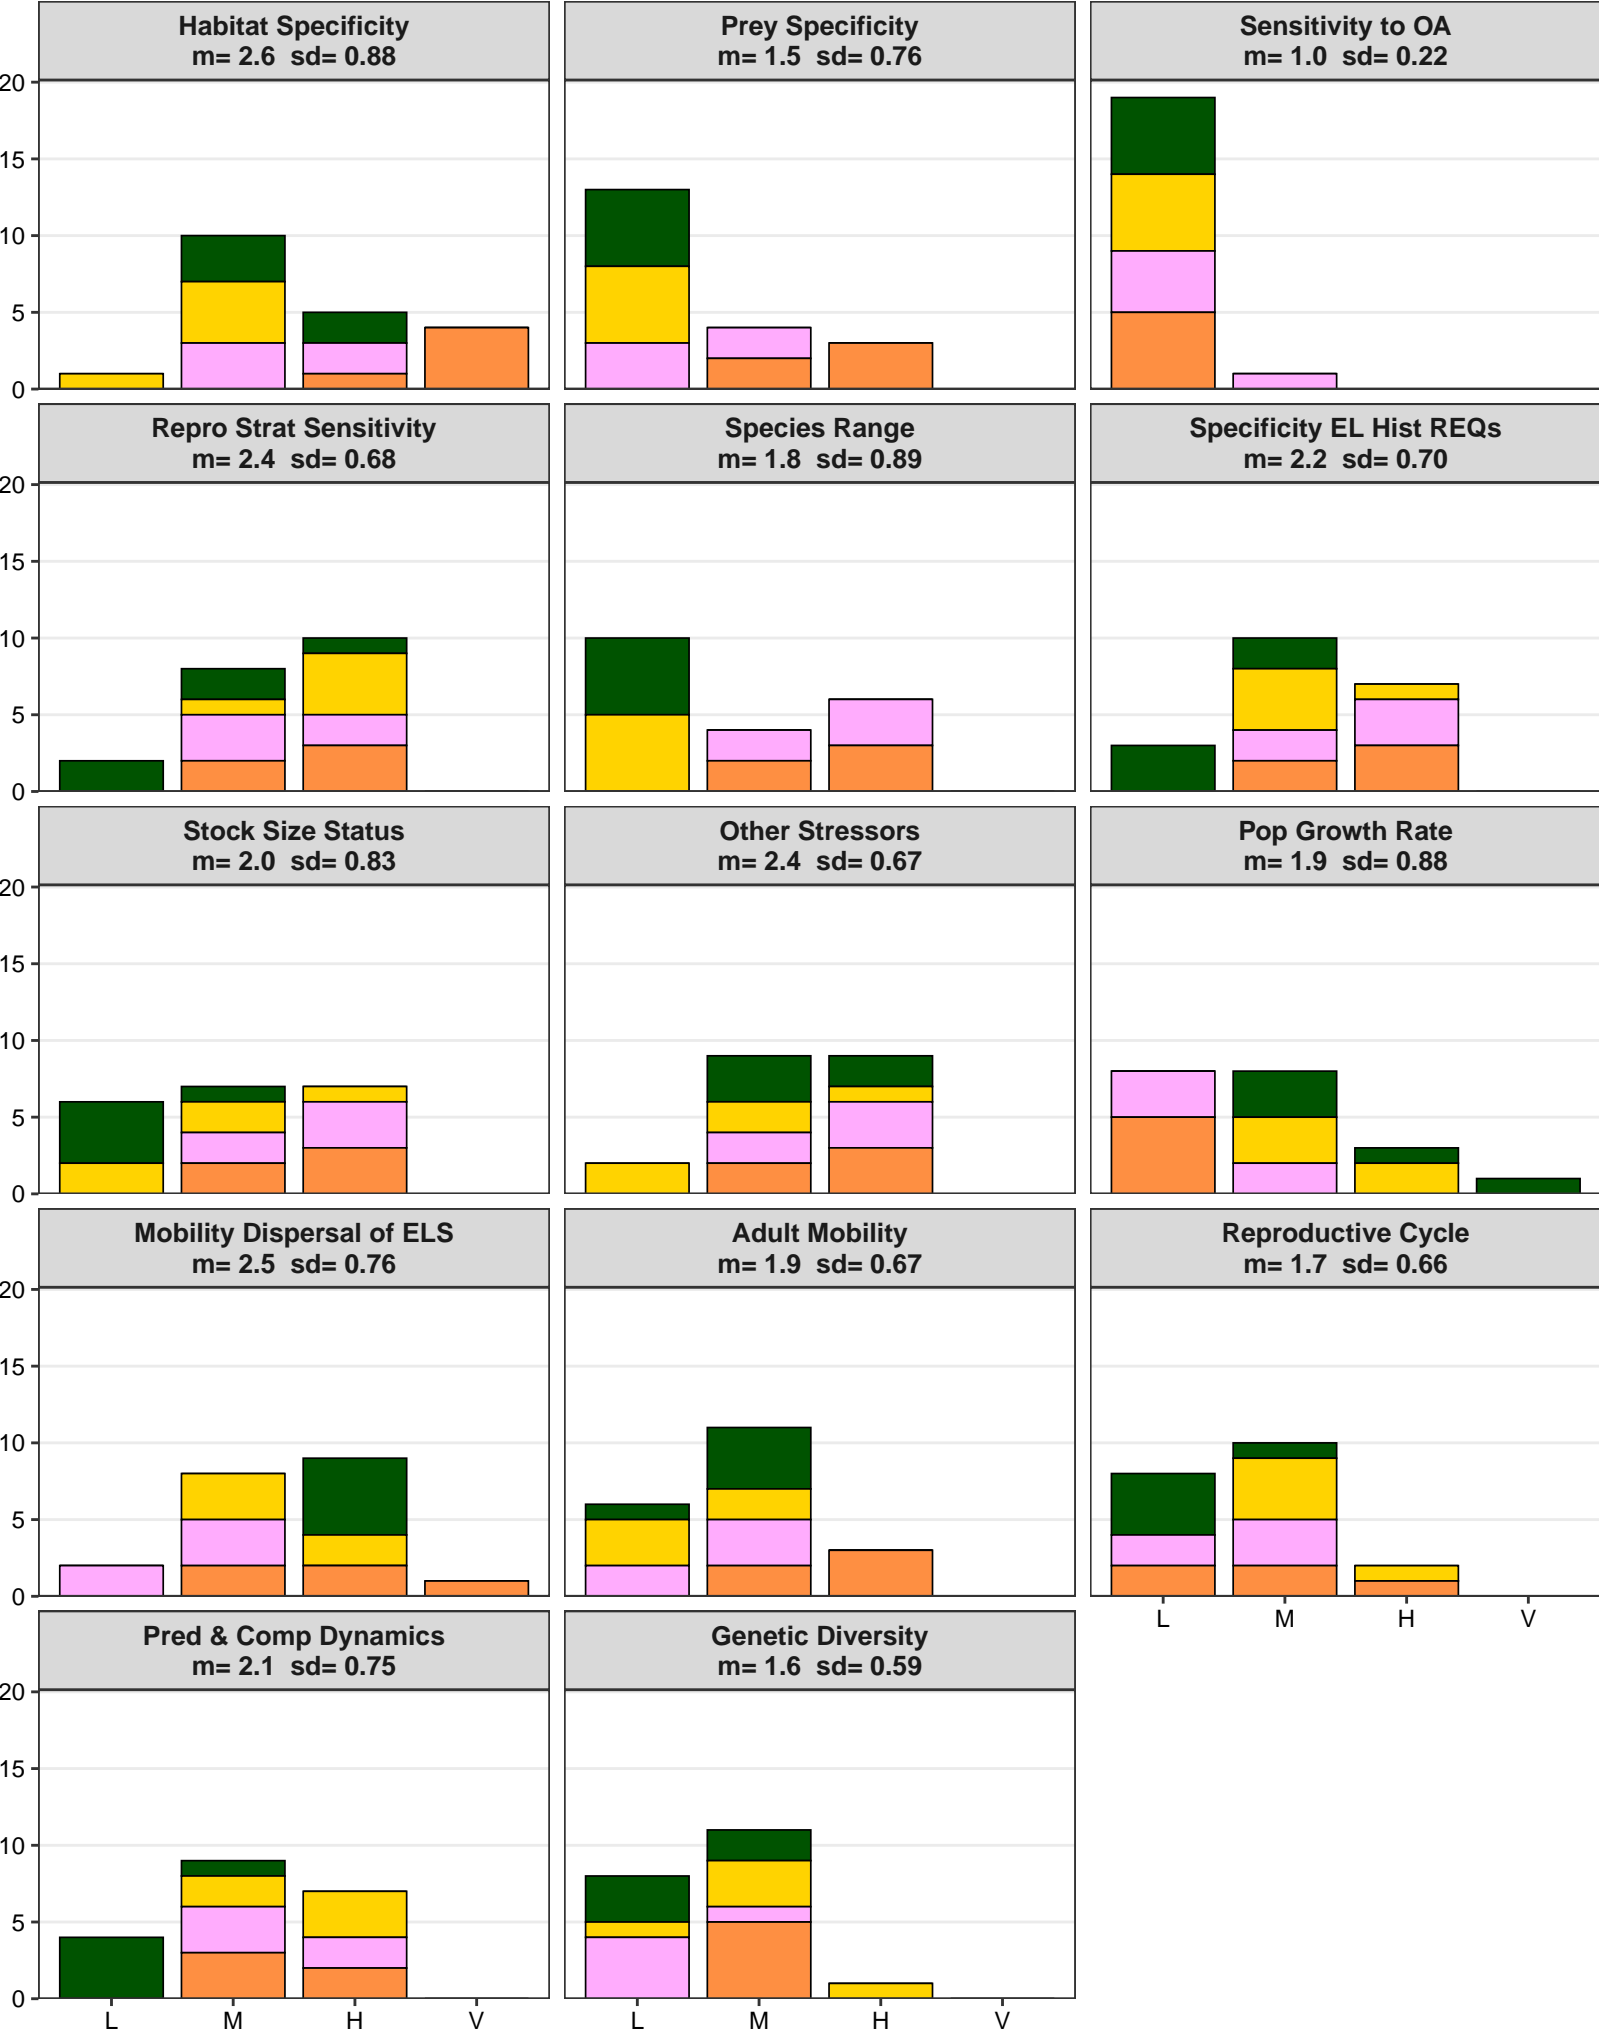 Habitat Specificity
m= 2.6 sd= 0.88
Prey Specificity
m= 1.5 sd= 0.76
Sensitivity to OA
m= 1.0 sd= 0.22
20
15
10
5
0
Repro Strat Sensitivity
m= 2.4 sd= 0.68
Species Range
m= 1.8 sd= 0.89
Specificity EL Hist REQs
m= 2.2 sd= 0.70
20
15
10
5
0
Stock Size Status
m= 2.0 sd= 0.83
Other Stressors
m= 2.4 sd= 0.67
Pop Growth Rate
m= 1.9 sd= 0.88
20
15
10
5
0
Mobility Dispersal of ELS
m= 2.5 sd= 0.76
Adult Mobility
m= 1.9 sd= 0.67
Reproductive Cycle
m= 1.7 sd= 0.66
20
15
10
5
0
L M H V
Pred & Comp Dynamics
m= 2.1 sd= 0.75
Genetic Diversity
m= 1.6 sd= 0.59
20
15
10
5
0
L M H V
L M H V